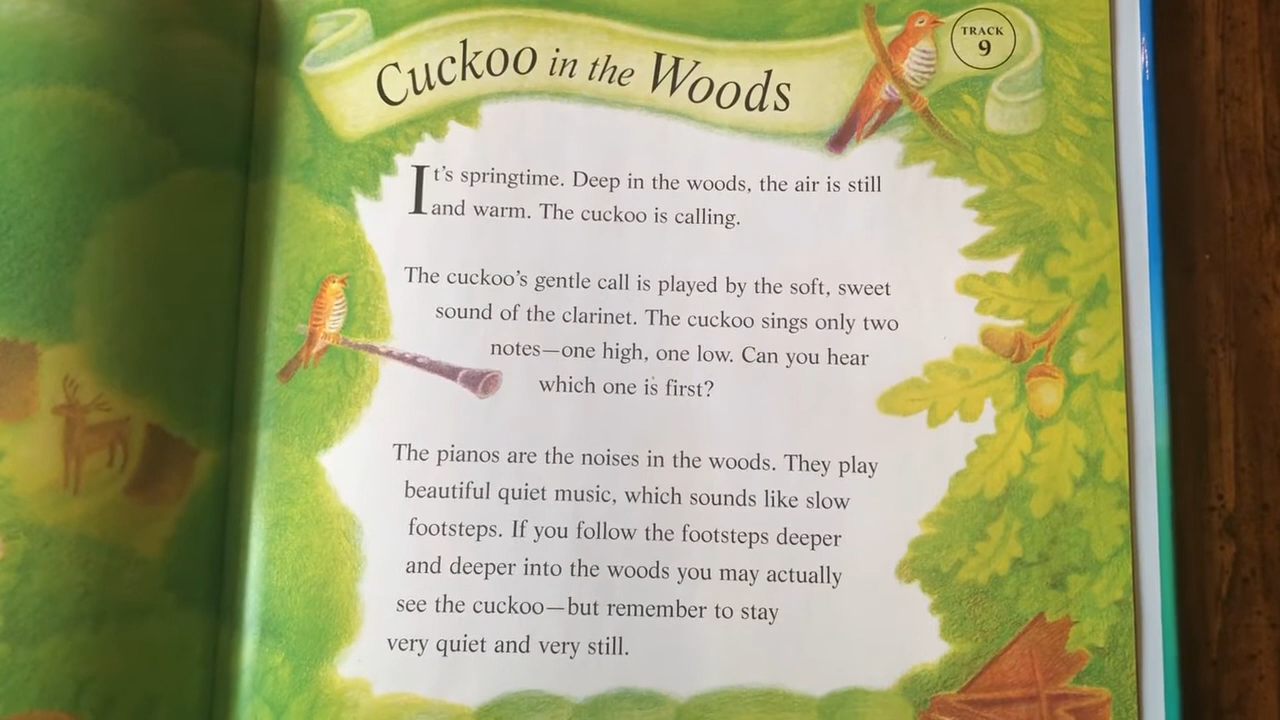 Cuckoo in the Woods
TRACK
9
It's springtime. Deep in the woods, the air is still
and warm. The cuckoo is calling.
The cuckoo's gentle call is played by the soft, sweet
sound of the clarinet. The cuckoo sings only two
notes—one high, one low. Can you hear
which one is first?
The pianos are the noises in the woods. They play
beautiful quiet music, which sounds like slow
footsteps. If you follow the footsteps deeper
and deeper into the woods you may actually
see the cuckoo—but remember to stay
very quiet and very still.